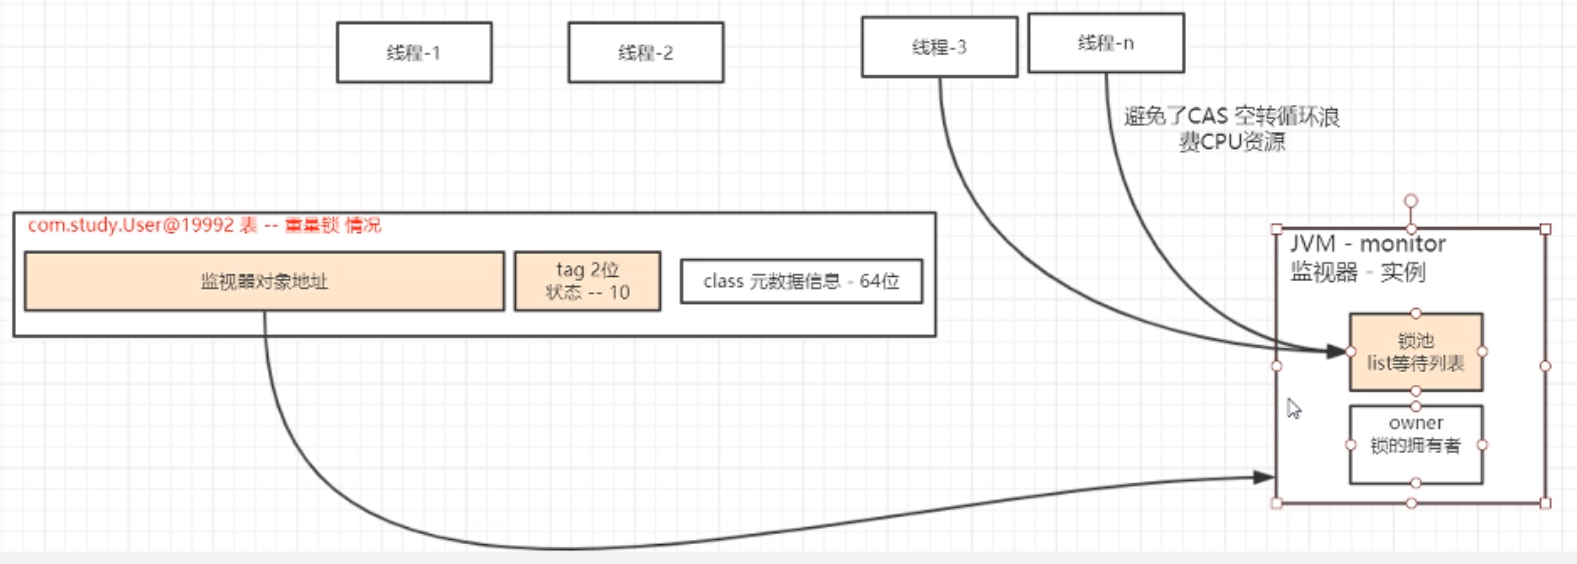 线程-1
线程-2
线程-3
线程-n
避免了CAS 空转循环浪
费CPU资源
com.study.User@19992 表 -- 重量锁 情况
监视器对象地址
tag 2位
状态 -- 10
class 元数据信息 - 64位
JVM - monitor
监视器 - 实例
锁池
list等待列表
owner
锁的拥有者